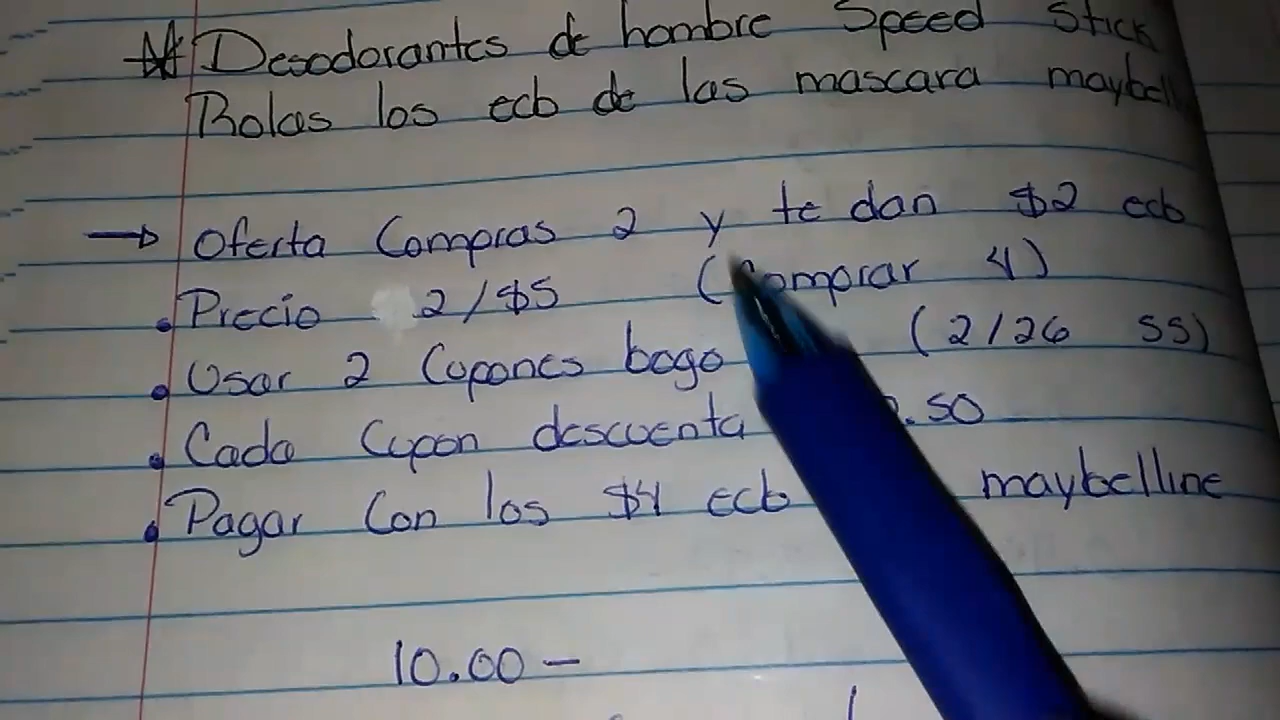 Desodorantes de hombre Speed Stick
Rolas los ecb de las mascara maybell
Oferta Compras 2 y te dan $2 ecb
Precio 2/$5 (Comprar 4)
Usar 2 Cupones bogo (2/26 SS)
Cada Cupon descuenta .50
Pagar Con los $4 ecb maybelline
10.00 -